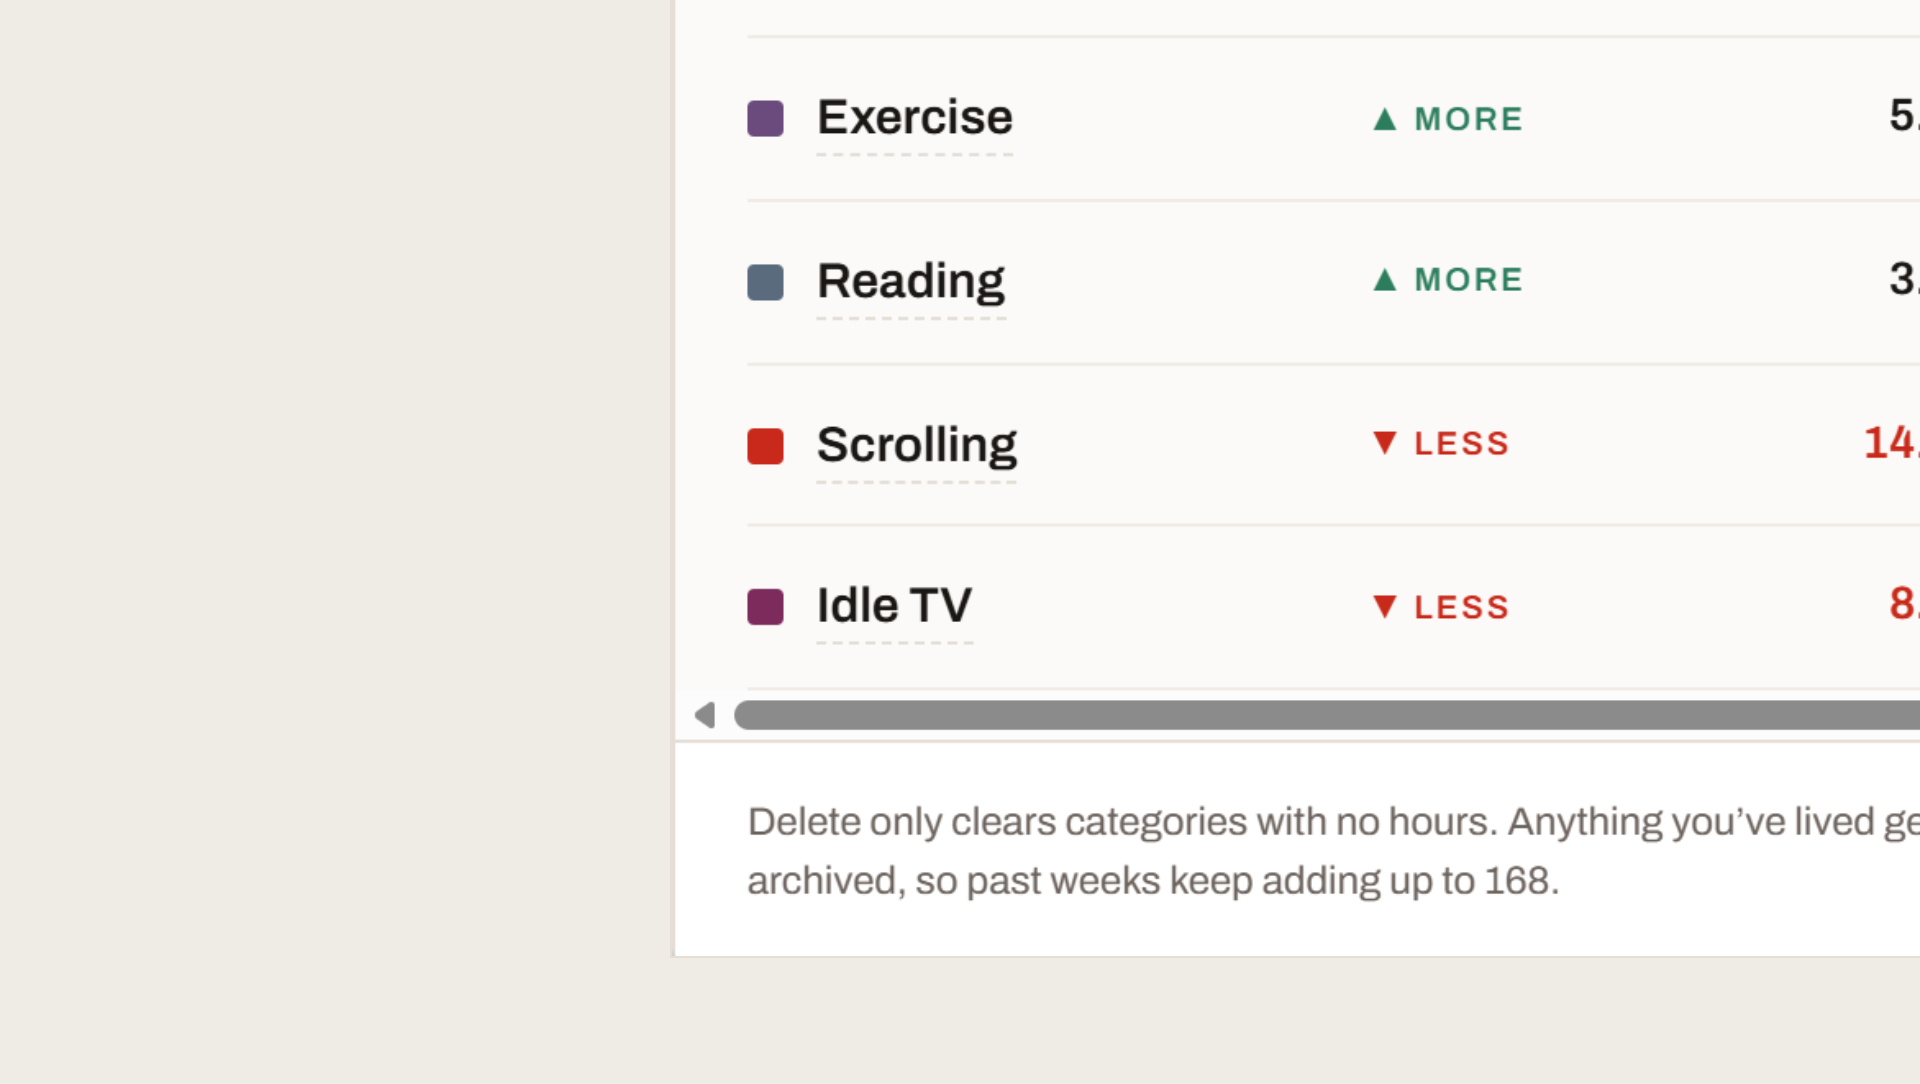 Exercise ▲ MORE 5.
Reading ▲ MORE 3.
Scrolling ▼ LESS 14.
Idle TV ▼ LESS 8.
Delete only clears categories with no hours. Anything you’ve lived
archived, so past weeks keep adding up to 168.